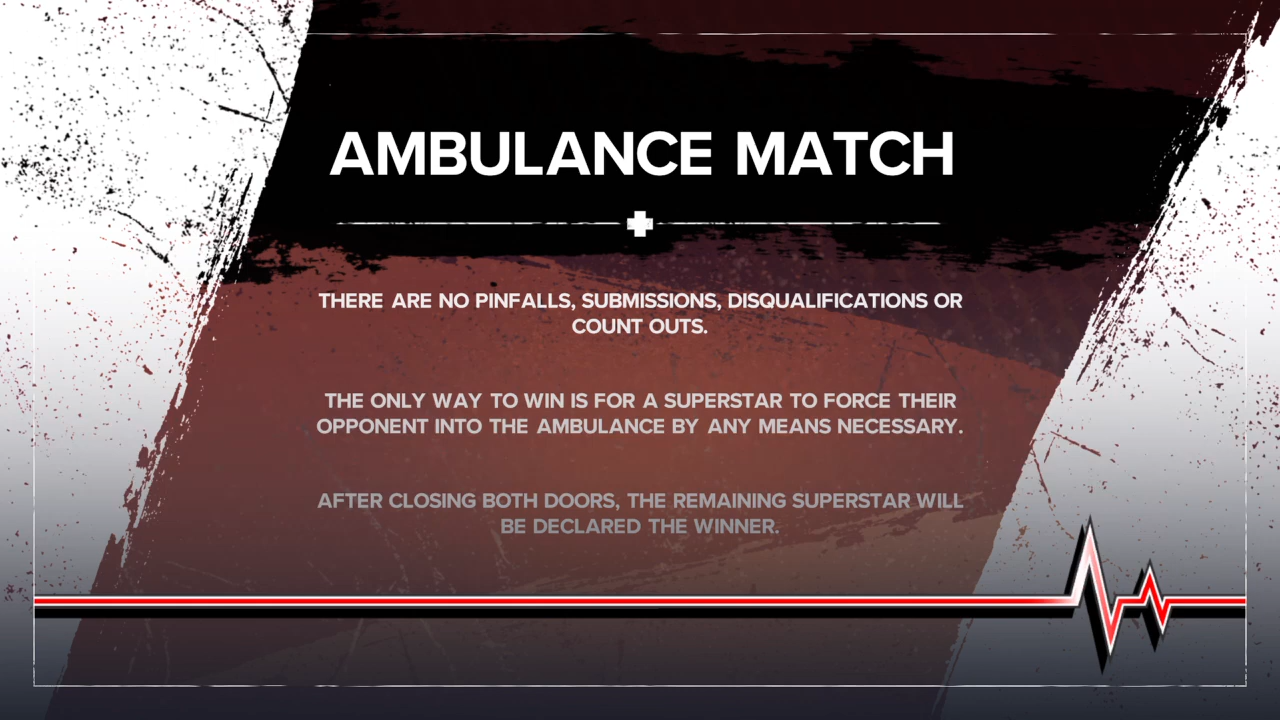 AMBULANCE MATCH
THERE ARE NO PINFALLS, SUBMISSIONS, DISQUALIFICATIONS OR
COUNT OUTS.
THE ONLY WAY TO WIN IS FOR A SUPERSTAR TO FORCE THEIR
OPPONENT INTO THE AMBULANCE BY ANY MEANS NECESSARY.
AFTER CLOSING BOTH DOORS, THE REMAINING SUPERSTAR WILL
BE DECLARED THE WINNER.